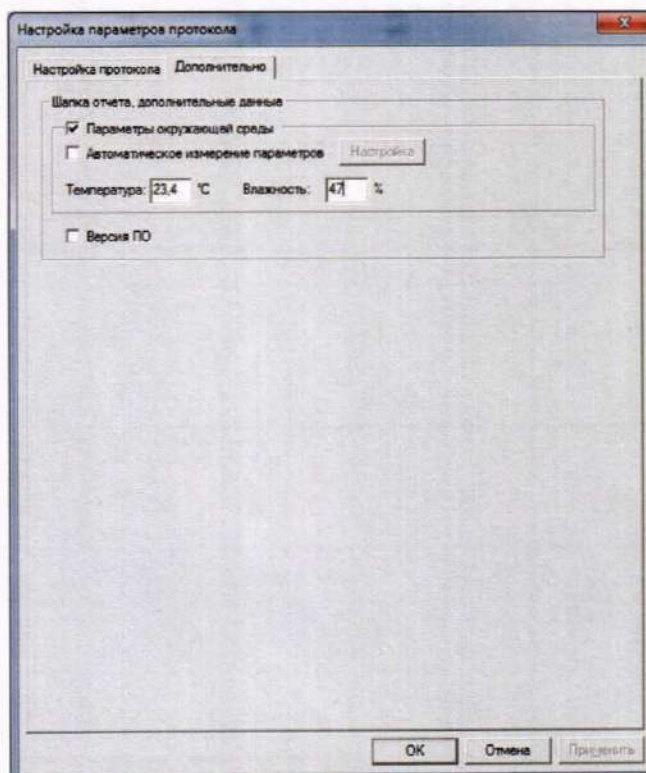 Настройка параметров протокола
Настройка протокола Дополнительно
Шапка отчета, дополнительные данные
Параметры окружающей среды
Автоматическое измерение параметров Настройка
Температура: 23,4 °C Влажность: 47 %
Версия ПО
ОК Отмена Применить